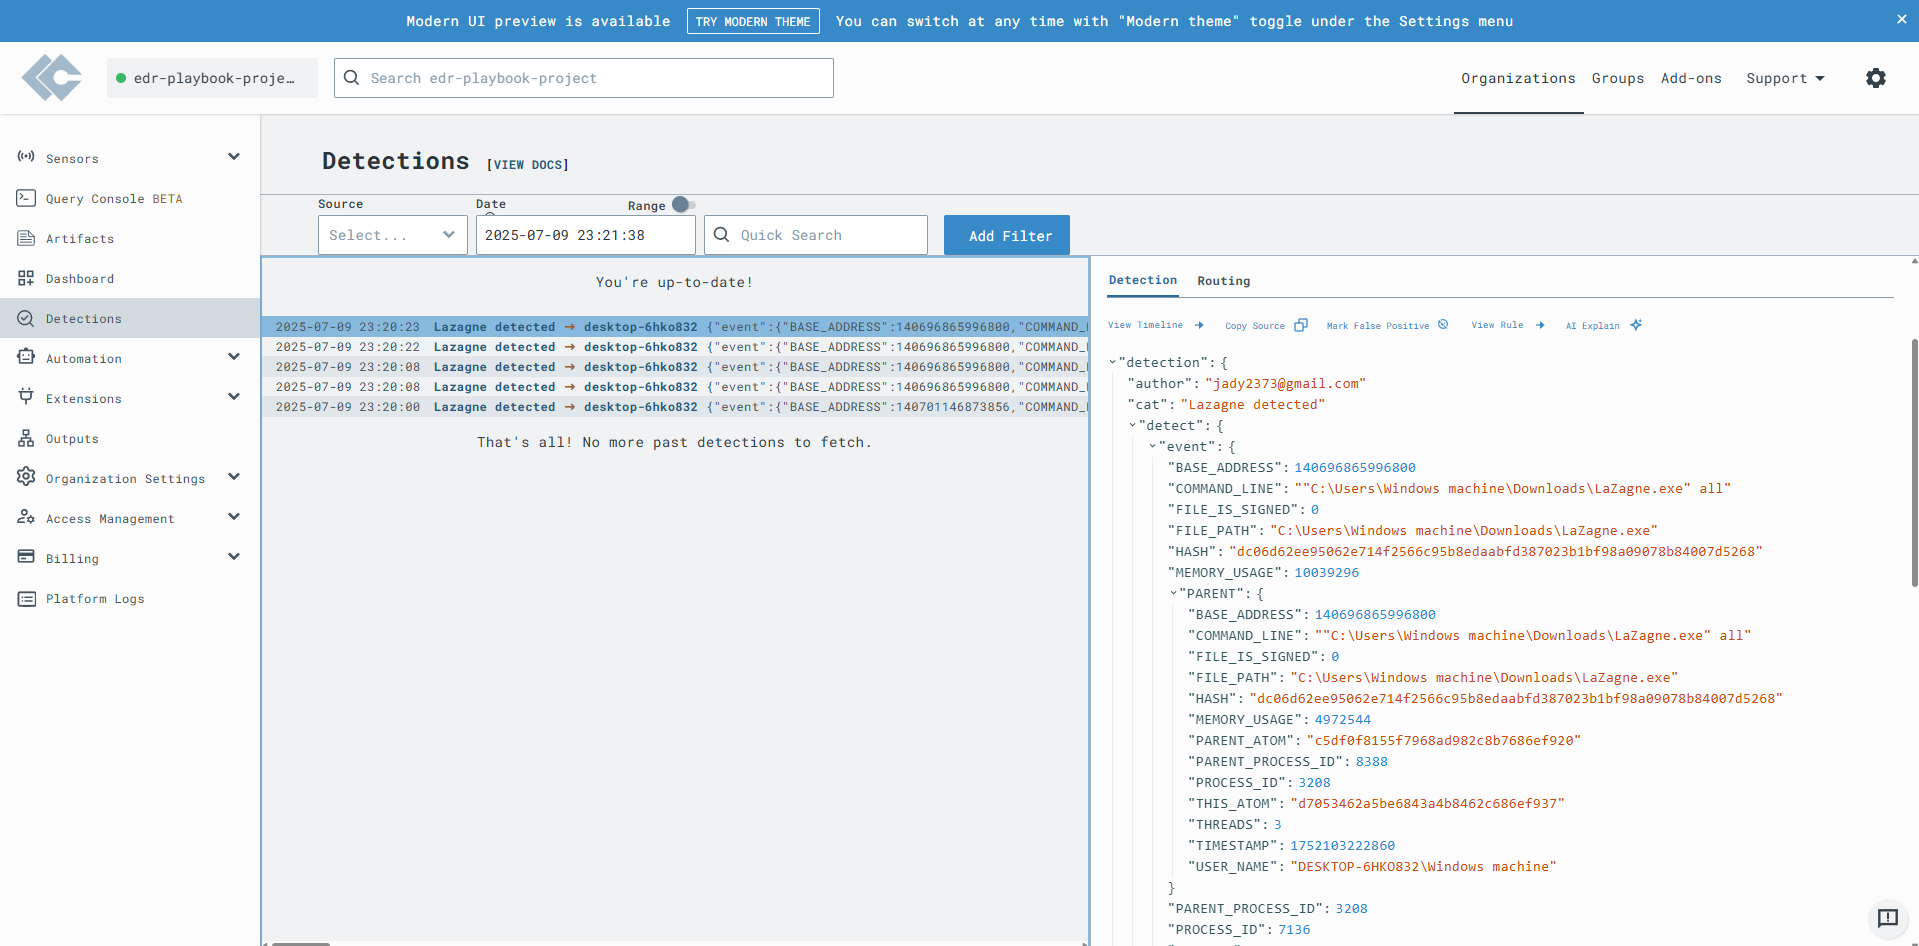 Modern UI preview is available TRY MODERN THEME You can switch at any time with "Modern theme" toggle under the Settings menu
edr-playbook-proje…
Search edr-playbook-project
Organizations Groups Add-ons Support
Sensors
Query Console BETA
Artifacts
Dashboard
Detections
Automation
Extensions
Outputs
Organization Settings
Access Management
Billing
Platform Logs
Detections [VIEW DOCS]
Source Date Range
Select... 2025-07-09 23:21:38 Quick Search Add Filter
You're up-to-date!
2025-07-09 23:20:23 Lazagne detected → desktop-6hko832 {"event":{"BASE_ADDRESS":140696865996800,"COMMAND_
2025-07-09 23:20:22 Lazagne detected → desktop-6hko832 {"event":{"BASE_ADDRESS":140696865996800,"COMMAND_
2025-07-09 23:20:08 Lazagne detected → desktop-6hko832 {"event":{"BASE_ADDRESS":140696865996800,"COMMAND_
2025-07-09 23:20:08 Lazagne detected → desktop-6hko832 {"event":{"BASE_ADDRESS":140696865996800,"COMMAND_
2025-07-09 23:20:00 Lazagne detected → desktop-6hko832 {"event":{"BASE_ADDRESS":140701146873856,"COMMAND_
That's all! No more past detections to fetch.
Detection Routing
View Timeline → Copy Source Mark False Positive View Rule → AI Explain
"detection": {
"author": "jady2373@gmail.com"
"cat": "Lazagne detected"
"detect": {
"event": {
"BASE_ADDRESS": 140696865996800
"COMMAND_LINE": ""C:\Users\Windows machine\Downloads\LaZagne.exe" all"
"FILE_IS_SIGNED": 0
"FILE_PATH": "C:\Users\Windows machine\Downloads\LaZagne.exe"
"HASH": "dc06d62ee95062e714f2566c95b8edaabfd387023b1bf98a09078b84007d5268"
"MEMORY_USAGE": 10039296
"PARENT": {
"BASE_ADDRESS": 140696865996800
"COMMAND_LINE": ""C:\Users\Windows machine\Downloads\LaZagne.exe" all"
"FILE_IS_SIGNED": 0
"FILE_PATH": "C:\Users\Windows machine\Downloads\LaZagne.exe"
"HASH": "dc06d62ee95062e714f2566c95b8edaabfd387023b1bf98a09078b84007d5268"
"MEMORY_USAGE": 4972544
"PARENT_ATOM": "c5df0f8155f7968ad982c8b7686ef920"
"PARENT_PROCESS_ID": 8388
"PROCESS_ID": 3208
"THIS_ATOM": "d7053462a5be6843a4b8462c686ef937"
"THREADS": 3
"TIMESTAMP": 1752103222860
"USER_NAME": "DESKTOP-6HKO832\Windows machine"
}
"PARENT_PROCESS_ID": 3208
"PROCESS_ID": 7136